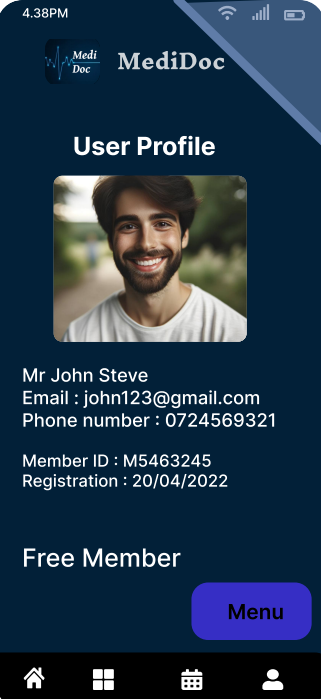 4.38PM
Medi
Doc
MediDoc
User Profile
Mr John Steve
Email : john123@gmail.com
Phone number : 0724569321
Member ID : M5463245
Registration : 20/04/2022
Free Member
Menu